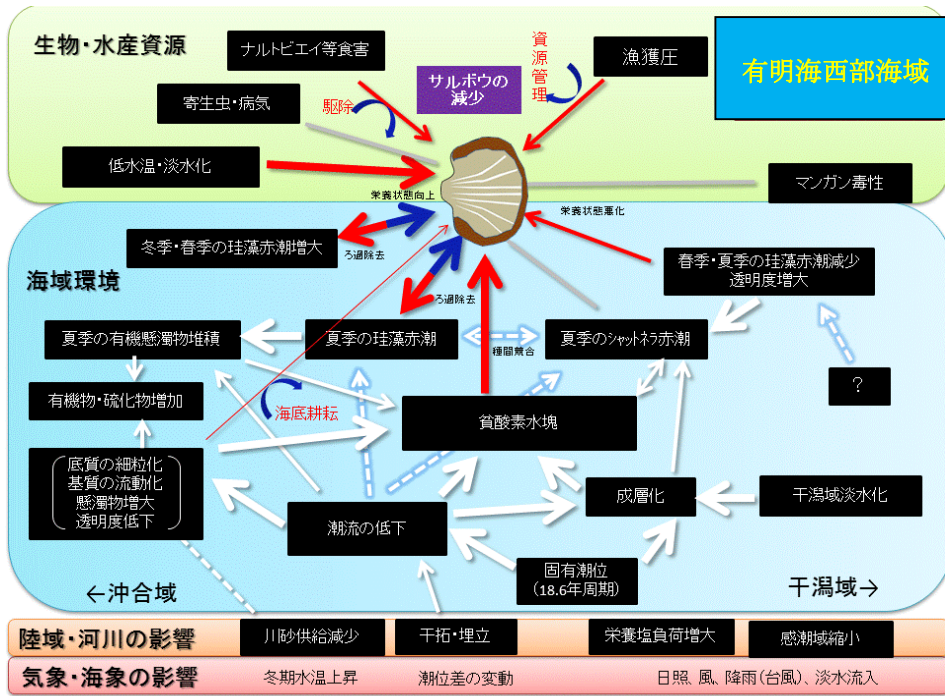 生物・水産資源
ナルトビエイ等食害
資源管理
漁獲圧
有明海西部海域
サルボウの
減少
寄生虫・病気
駆除
低水温・淡水化
栄養状態向上
マンガン毒性
栄養状態悪化
冬季・春季の珪藻赤潮増大
ろ過除去
海域環境
春季・夏季の珪藻赤潮減少
透明度増大
ろ過除去
夏季の有機懸濁物堆積
夏季の珪藻赤潮
種間競合
夏季のシャットネラ赤潮
？
有機物・硫化物増加
海底耕耘
貧酸素水塊
底質の細粒化
基質の流動化
懸濁物増大
透明度低下
潮流の低下
成層化
干潟域淡水化
固有潮位
(18.6年周期)
←沖合域
干潟域→
陸域・河川の影響
川砂供給減少
干拓・埋立
栄養塩負荷増大
感潮域縮小
気象・海象の影響
冬期水温上昇
潮位差の変動
日照、風、降雨(台風)、淡水流入